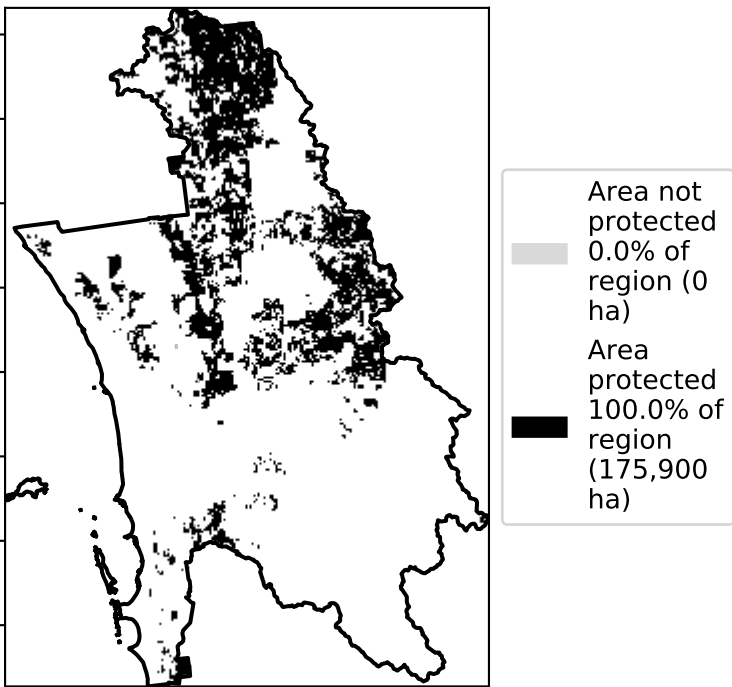 Area not
protected
0.0% of
region (0
ha)
Area
protected
100.0% of
region
(175,900
ha)